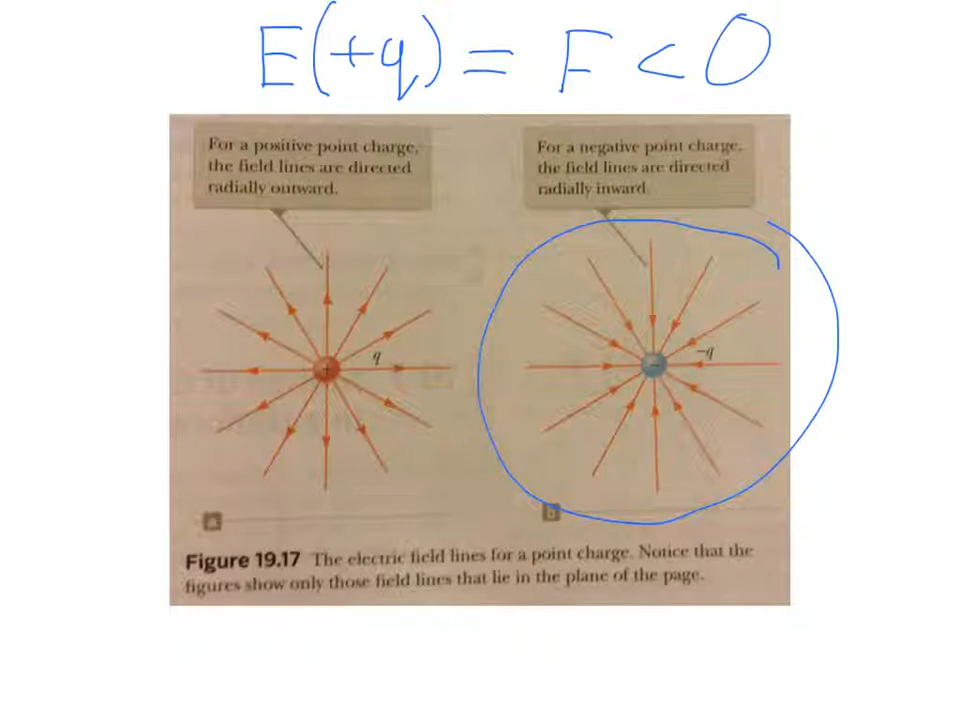 E(+q) = F < 0
For a positive point charge,
the field lines are directed
radially outward.
For a negative point charge,
the field lines are directed
radially inward.
+
q
−
−q
a
b
Figure 19.17 The electric field lines for a point charge. Notice that the
figures show only those field lines that lie in the plane of the page.